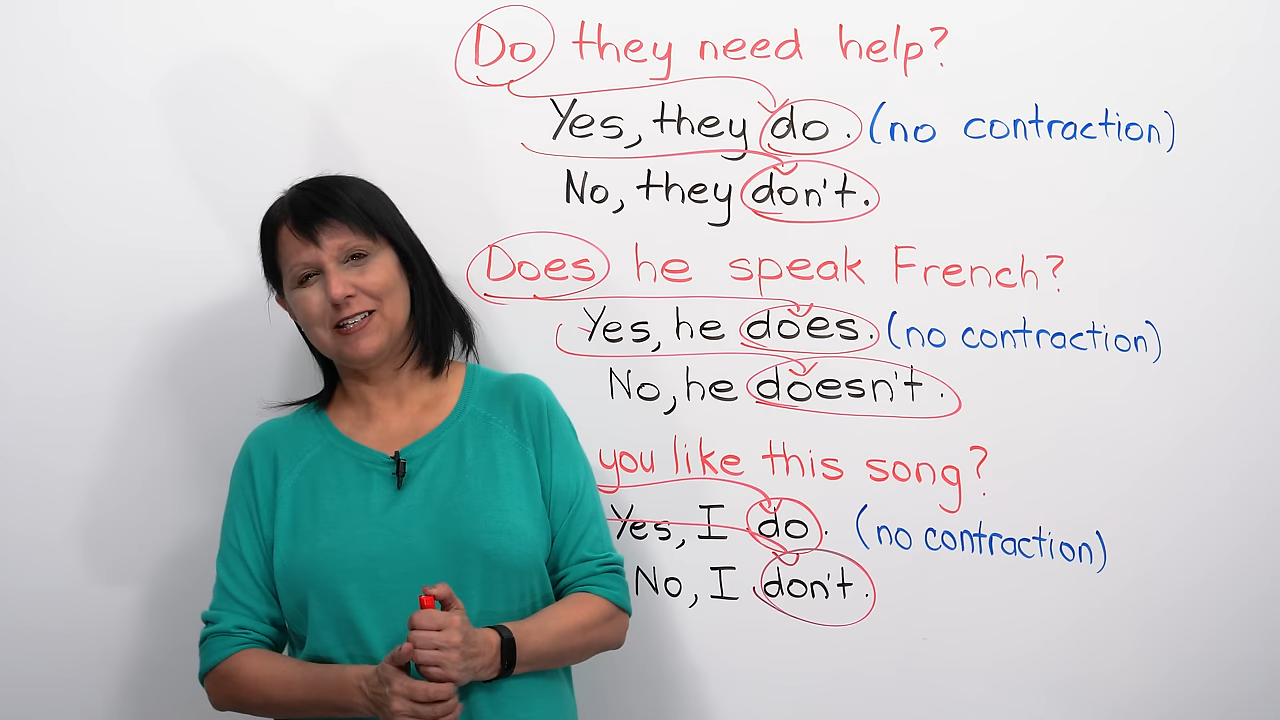 Do they need help?
Yes, they do. (no contraction)
No, they don't.
Does he speak French?
Yes, he does. (no contraction)
No, he doesn't.
you like this song?
Yes, I do. (no contraction)
No, I don't.